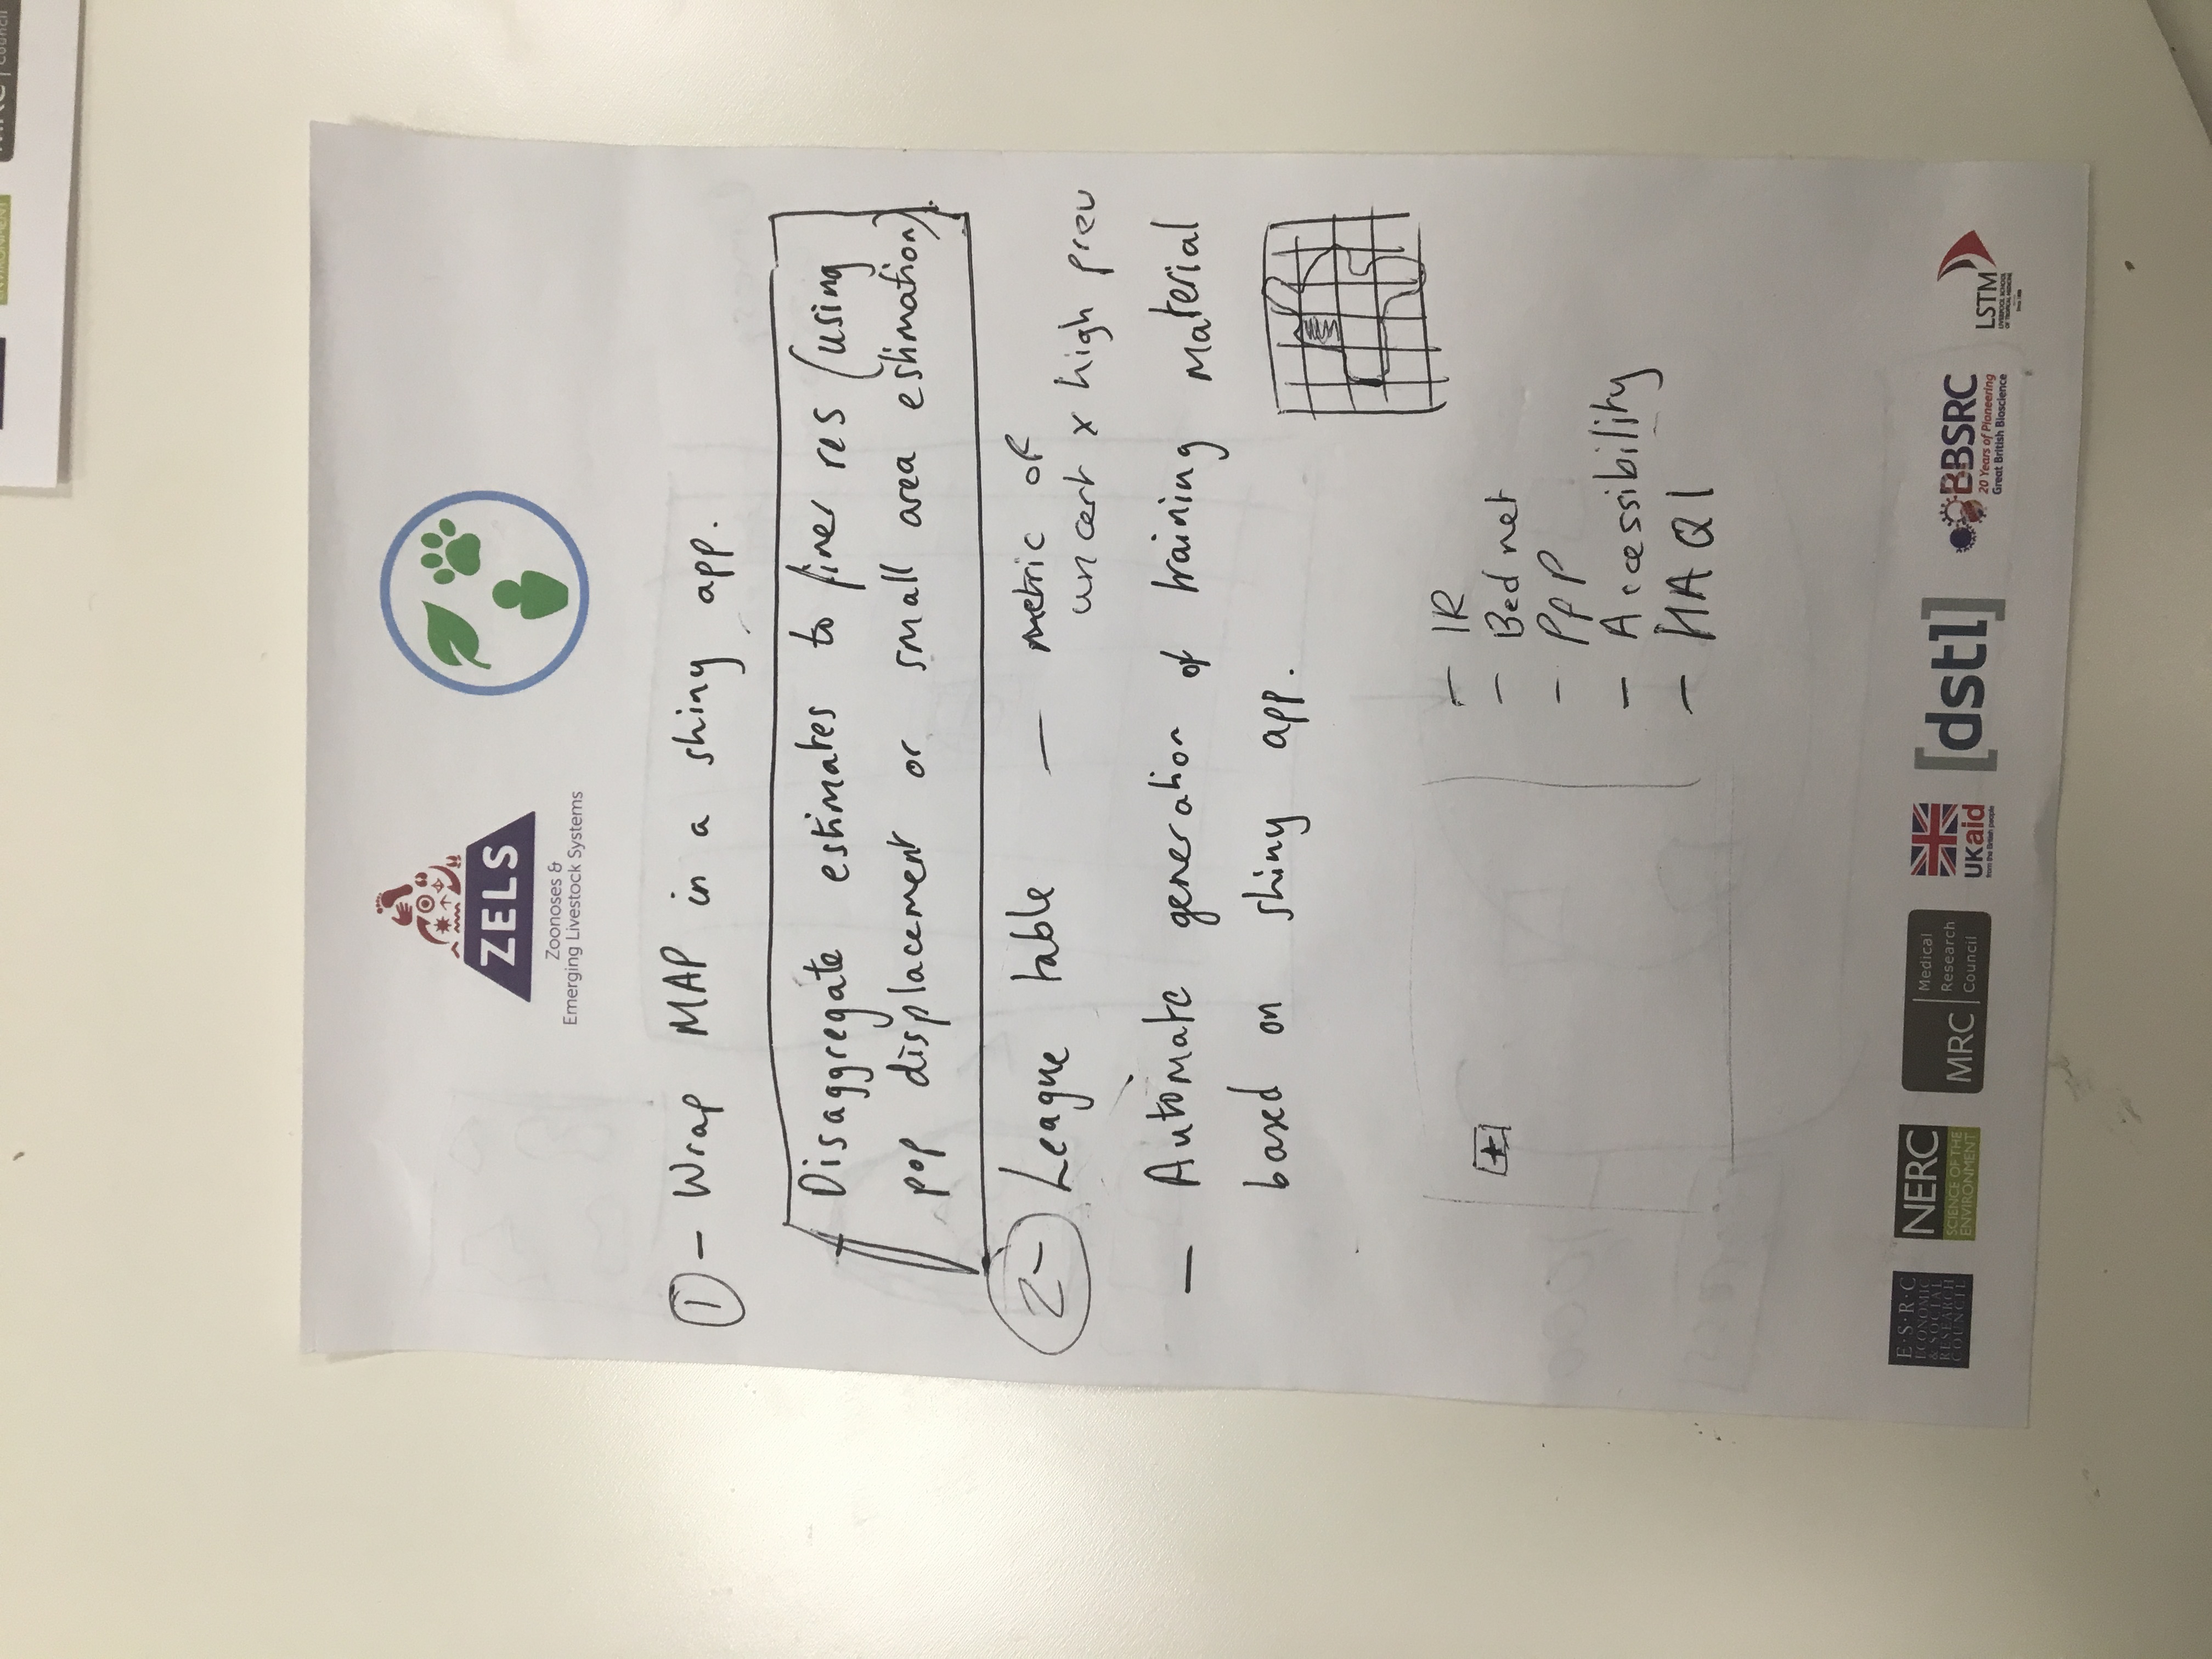 MRC Council
ZELS
Zoonoses &
Emerging Livestock Systems
① - Wrap MAP in a shiny app.
- Disaggregate estimates to finer res (using
pop displacement or small area estimation).
2- League table — metric of
uncert x high prev
- Automate generation of training material
based on shiny app.
- IR
+
- Bed net
- PfP
- Accessibility
- HAQI
E·S·R·C
ECONOMIC
& SOCIAL
RESEARCH
COUNCIL
NERC
SCIENCE OF THE
ENVIRONMENT
MRC
Medical
Research
Council
UKaid
from the British people
[dstl]
BBSRC
20 Years of Pioneering
Great British Bioscience
LSTM
LIVERPOOL SCHOOL
OF TROPICAL MEDICINE